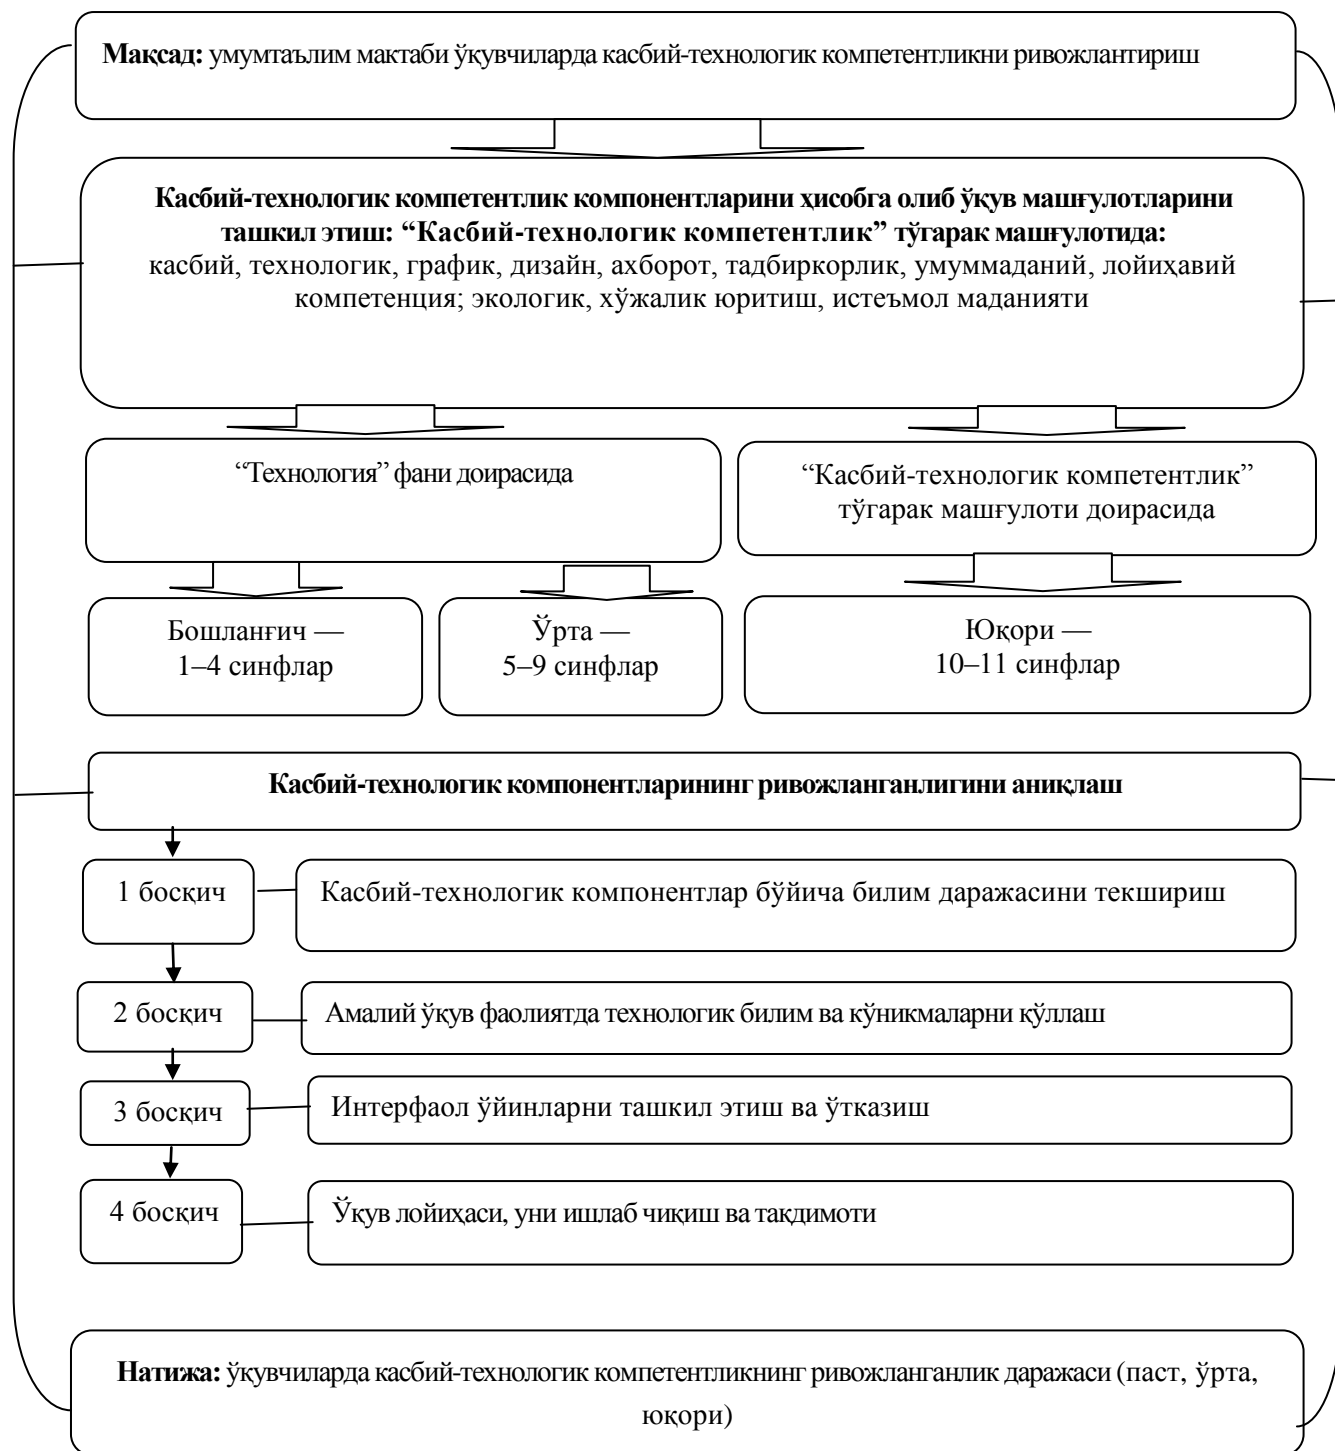 Мақсад: умумтаълим мактаби ўқувчиларда касбий-технологик компетентликни ривожлантириш
Касбий-технологик компетентлик компонентларини ҳисобга олиб ўқув машғулотларини
ташкил этиш: “Касбий-технологик компетентлик” тўгарак машғулотида:
касбий, технологик, график, дизайн, ахборот, тадбиркорлик, умуммаданий, лойиҳавий
компетенция; экологик, хўжалик юритиш, истеъмол маданияти
“Технология” фани доирасида
“Касбий-технологик компетентлик”
тўгарак машғулоти доирасида
Бошланғич —
1–4 синфлар
Ўрта —
5–9 синфлар
Юқори —
10–11 синфлар
Касбий-технологик компонентларининг ривожланганлигини аниқлаш
1 босқич
Касбий-технологик компонентлар бўйича билим даражасини текшириш
2 босқич
Амалий ўқув фаолиятда технологик билим ва кўникмаларни қўллаш
3 босқич
Интерфаол ўйинларни ташкил этиш ва ўтказиш
4 босқич
Ўқув лойиҳаси, уни ишлаб чиқиш ва тақдимоти
Натижа: ўқувчиларда касбий-технологик компетентликнинг ривожланганлик даражаси (паст, ўрта,
юқори)